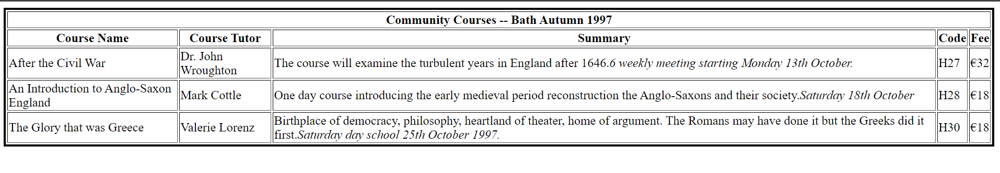 Community Courses -- Bath Autumn 1997
Course Name Course Tutor Summary Code Fee
After the Civil War
Dr. John
Wroughton
The course will examine the turbulent years in England after 1646.6 weekly meeting starting Monday 13th October.
H27
€32
An Introduction to Anglo-Saxon
England
Mark Cottle
One day course introducing the early medieval period reconstruction the Anglo-Saxons and their society.Saturday 18th October
H28
€18
The Glory that was Greece
Valerie Lorenz
Birthplace of democracy, philosophy, heartland of theater, home of argument. The Romans may have done it but the Greeks did it
first.Saturday day school 25th October 1997.
H30
€18